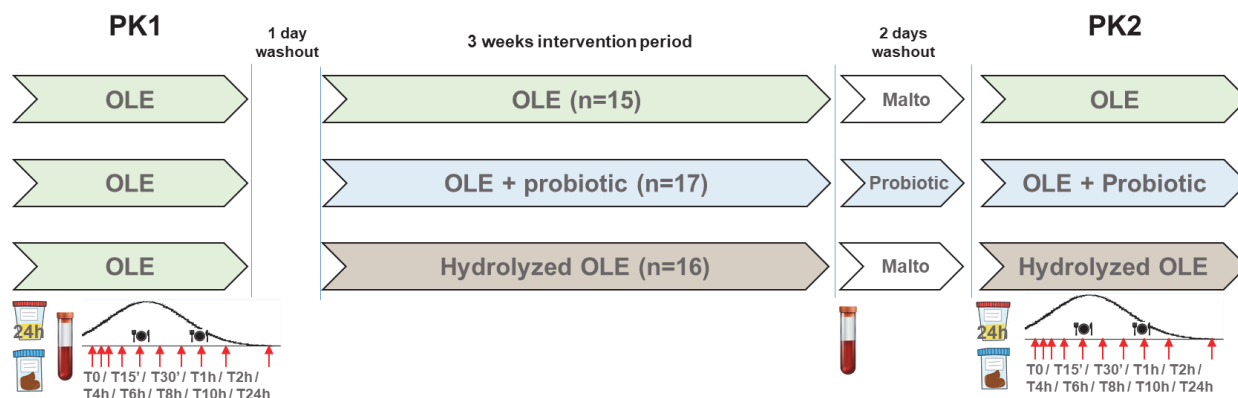 PK1
1 day
washout
3 weeks intervention period
2 days
washout
PK2
OLE
OLE (n=15)
Malto
OLE
OLE
OLE + probiotic (n=17)
Probiotic
OLE + Probiotic
OLE
Hydrolyzed OLE (n=16)
Malto
Hydrolyzed OLE
24h
T0 / T15’/ T30’/ T1h / T2h /
T4h / T6h / T8h / T10h / T24h
24h
T0 / T15’/ T30’/ T1h / T2h /
T4h / T6h / T8h / T10h / T24h